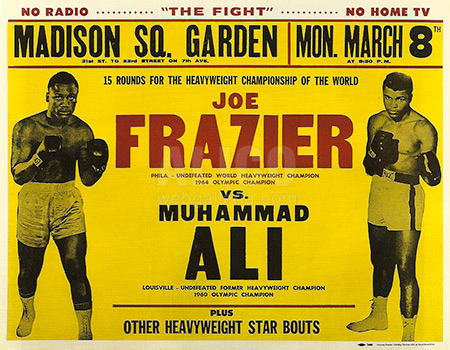 NO RADIO ........ "THE FIGHT" ........ NO HOME TV
MADISON SQ. GARDEN MON. MARCH 8TH
31st ST. TO 33rd STREET ON 7th AVE. AT 8:30 P.M.
15 ROUNDS FOR THE HEAVYWEIGHT CHAMPIONSHIP OF THE WORLD
JOE
FRAZIER
PHILA. - UNDEFEATED WORLD HEAVYWEIGHT CHAMPION
1964 OLYMPIC CHAMPION
VS.
MUHAMMAD
ALI
LOUISVILLE - UNDEFEATED FORMER HEAVYWEIGHT CHAMPION
1960 OLYMPIC CHAMPION
PLUS
OTHER HEAVYWEIGHT STAR BOUTS